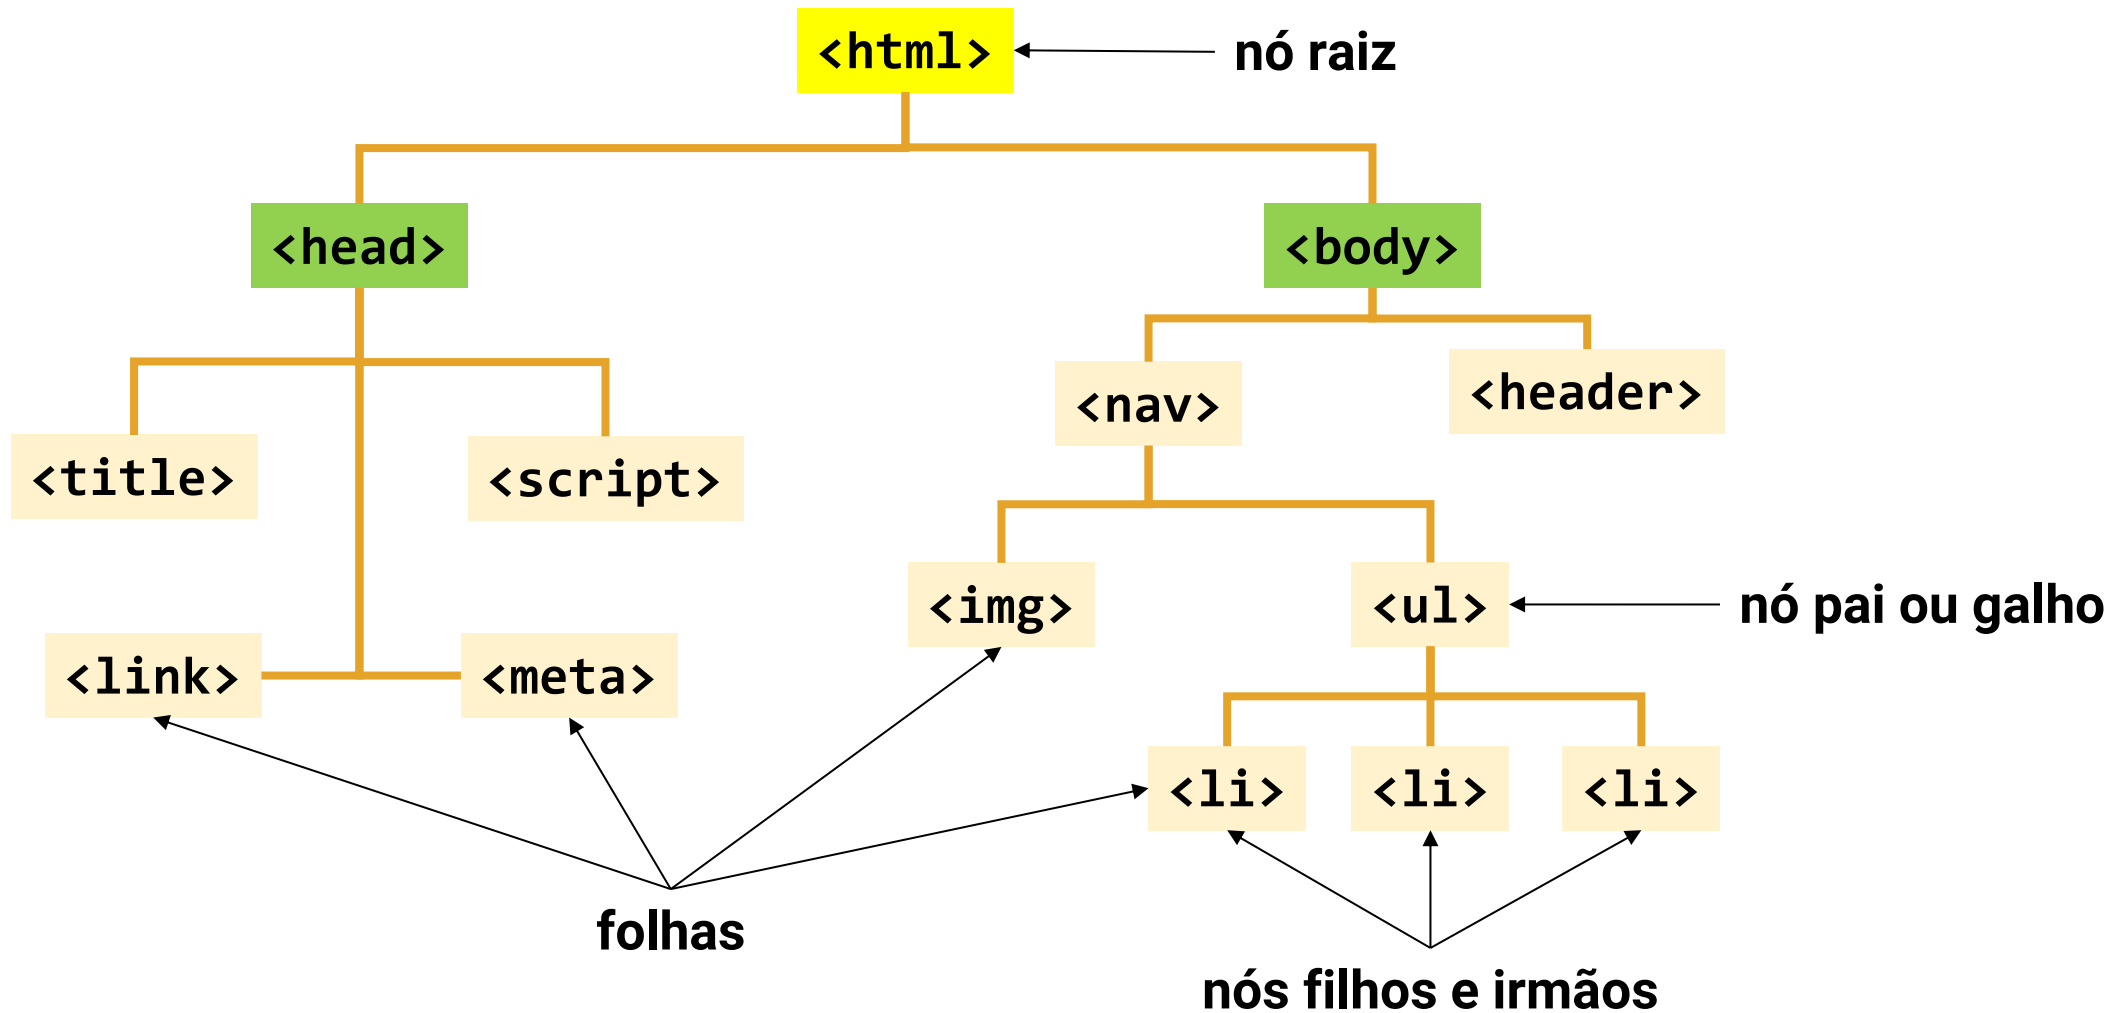 <html>
nó raiz
<head>
<body>
<nav>
<header>
<title>
<script>
<img>
<ul>
nó pai ou galho
<link>
<meta>
<li>
<li>
<li>
folhas
nós filhos e irmãos